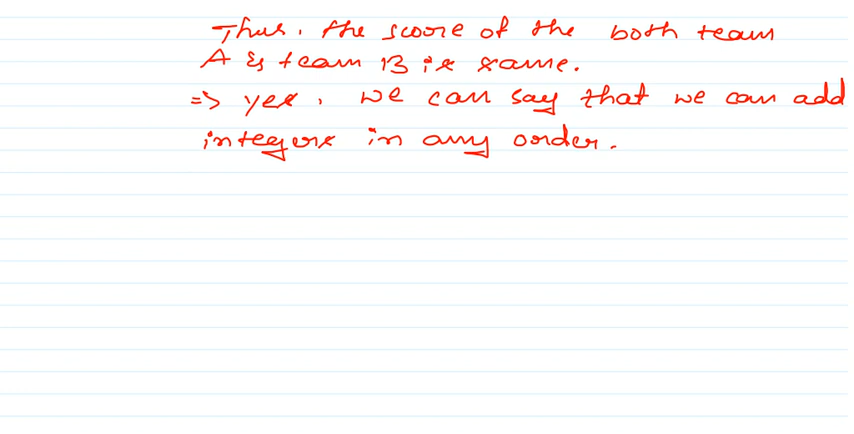 Thus, the score of the both team
A & team B is same.
=> yes, we can say that we can add
integers in any order.